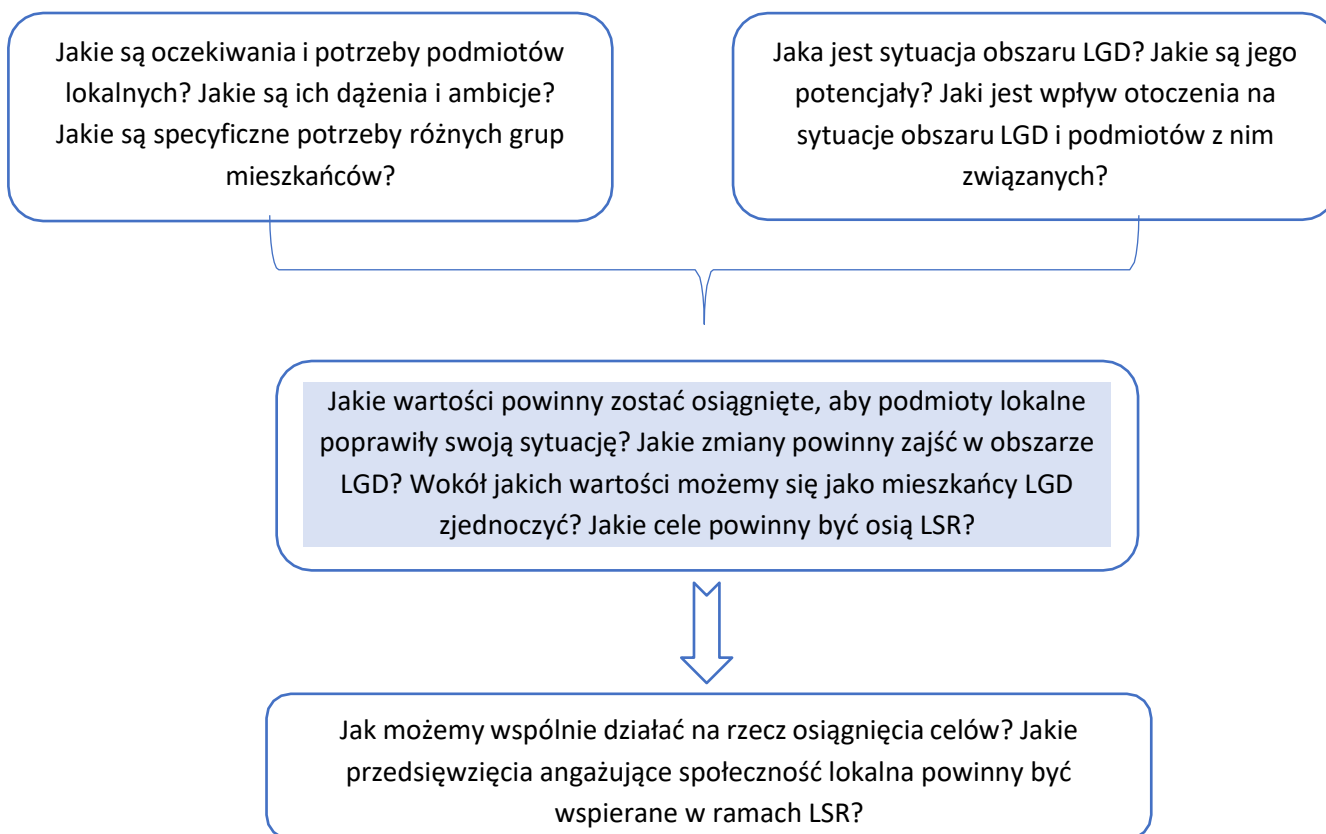 Jakie są oczekiwania i potrzeby podmiotów
lokalnych? Jakie są ich dążenia i ambicje?
Jakie są specyficzne potrzeby różnych grup
mieszkańców?
Jaka jest sytuacja obszaru LGD? Jakie są jego
potencjały? Jaki jest wpływ otoczenia na
sytuacje obszaru LGD i podmiotów z nim
związanych?
Jakie wartości powinny zostać osiągnięte, aby podmioty lokalne
poprawiły swoją sytuację? Jakie zmiany powinny zajść w obszarze
LGD? Wokół jakich wartości możemy się jako mieszkańcy LGD
zjednoczyć? Jakie cele powinny być osią LSR?
Jak możemy wspólnie działać na rzecz osiągnięcia celów? Jakie
przedsięwzięcia angażujące społeczność lokalna powinny być
wspierane w ramach LSR?